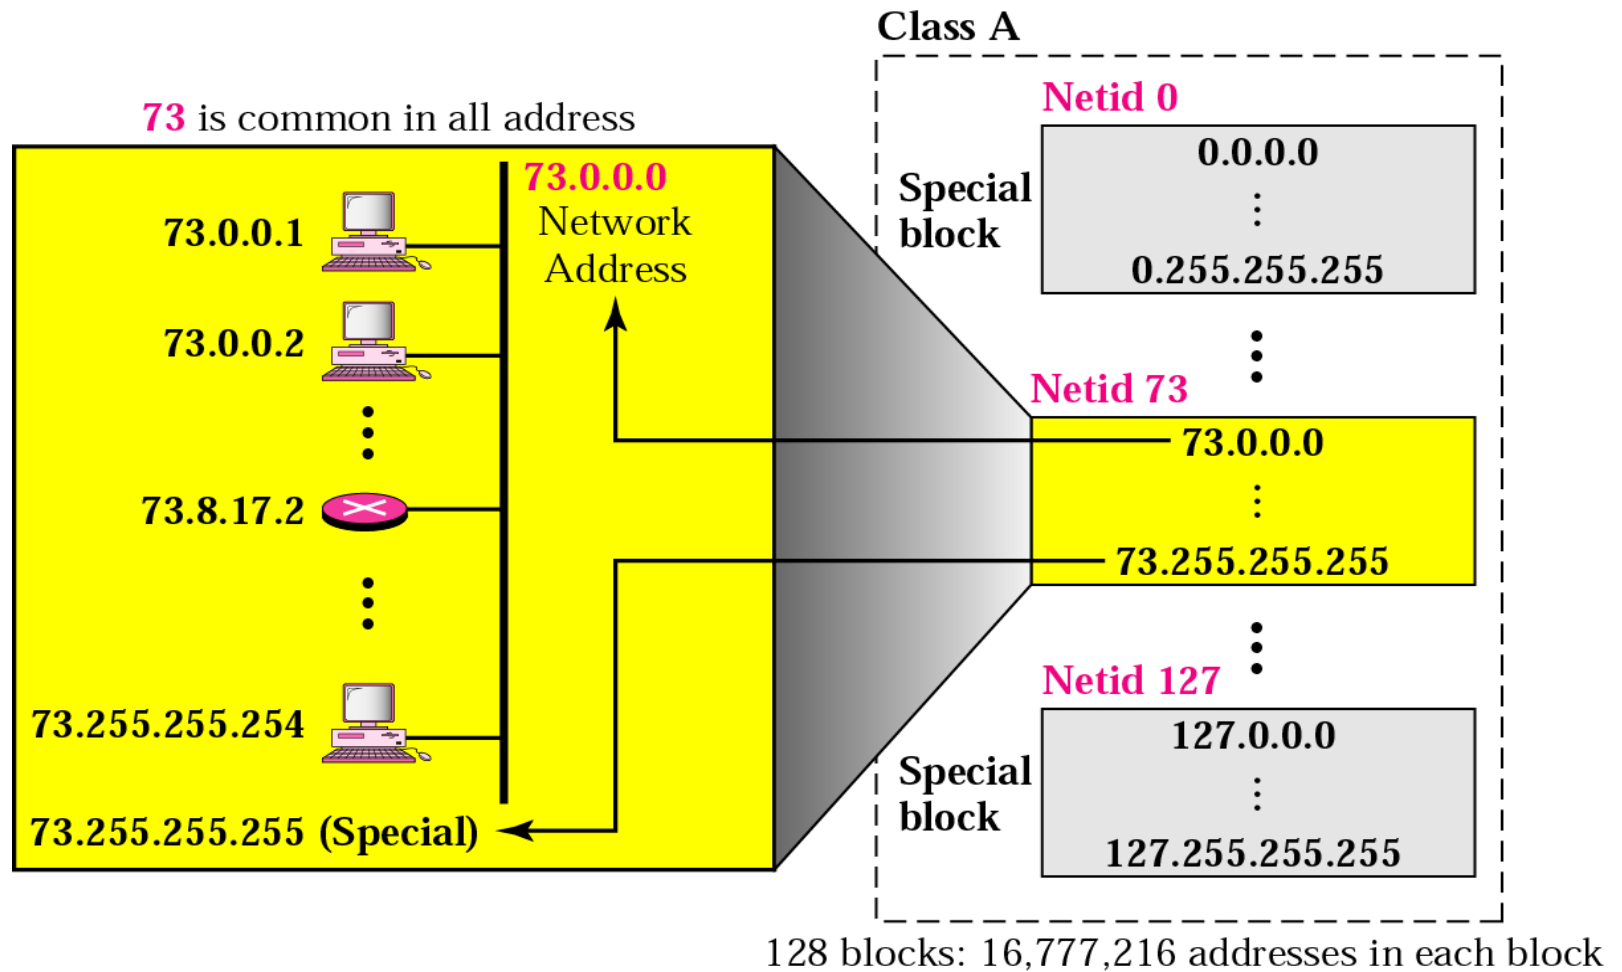 Class A
73 is common in all address
73.0.0.0
Network
Address
73.0.0.1
73.0.0.2
73.8.17.2
73.255.255.254
73.255.255.255 (Special)
Netid 0
Special
block
0.0.0.0
0.255.255.255
Netid 73
73.0.0.0
73.255.255.255
Netid 127
Special
block
127.0.0.0
127.255.255.255
128 blocks: 16,777,216 addresses in each block